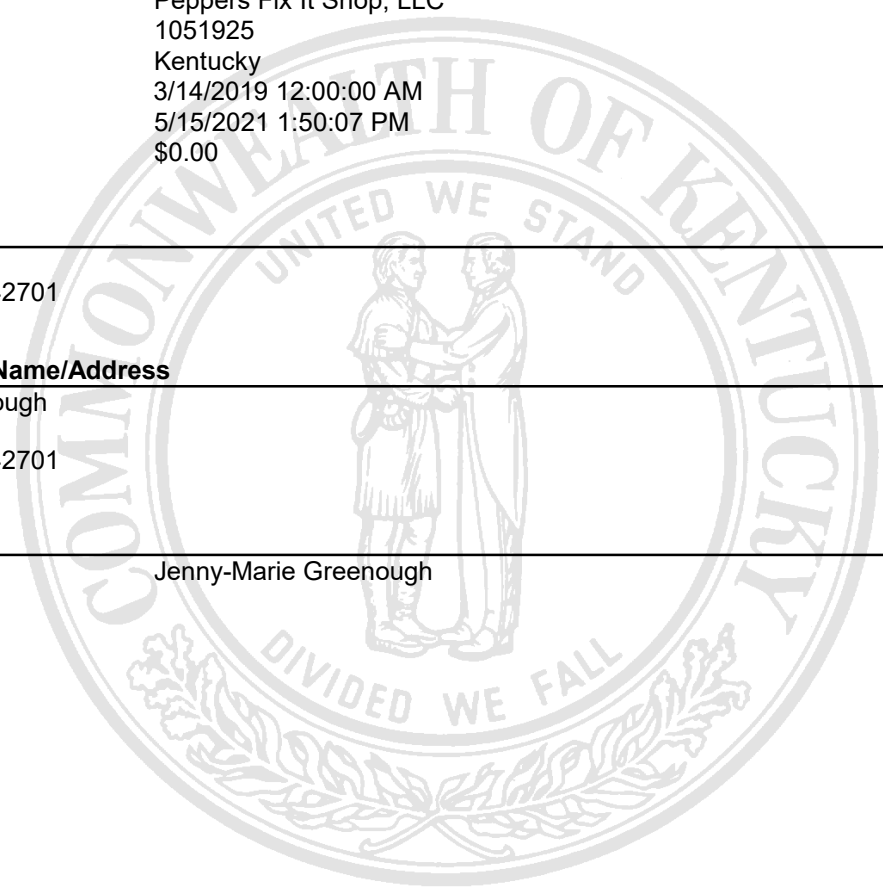 Peppers Fix It Shop, LLC
1051925
Kentucky
3/14/2019 12:00:00 AM
5/15/2021 1:50:07 PM
$0.00
COMMONWEALTH OF KENTUCKY
UNITED WE STAND
2701
Name/Address
ough
2701
Jenny-Marie Greenough
DIVIDED WE FALL